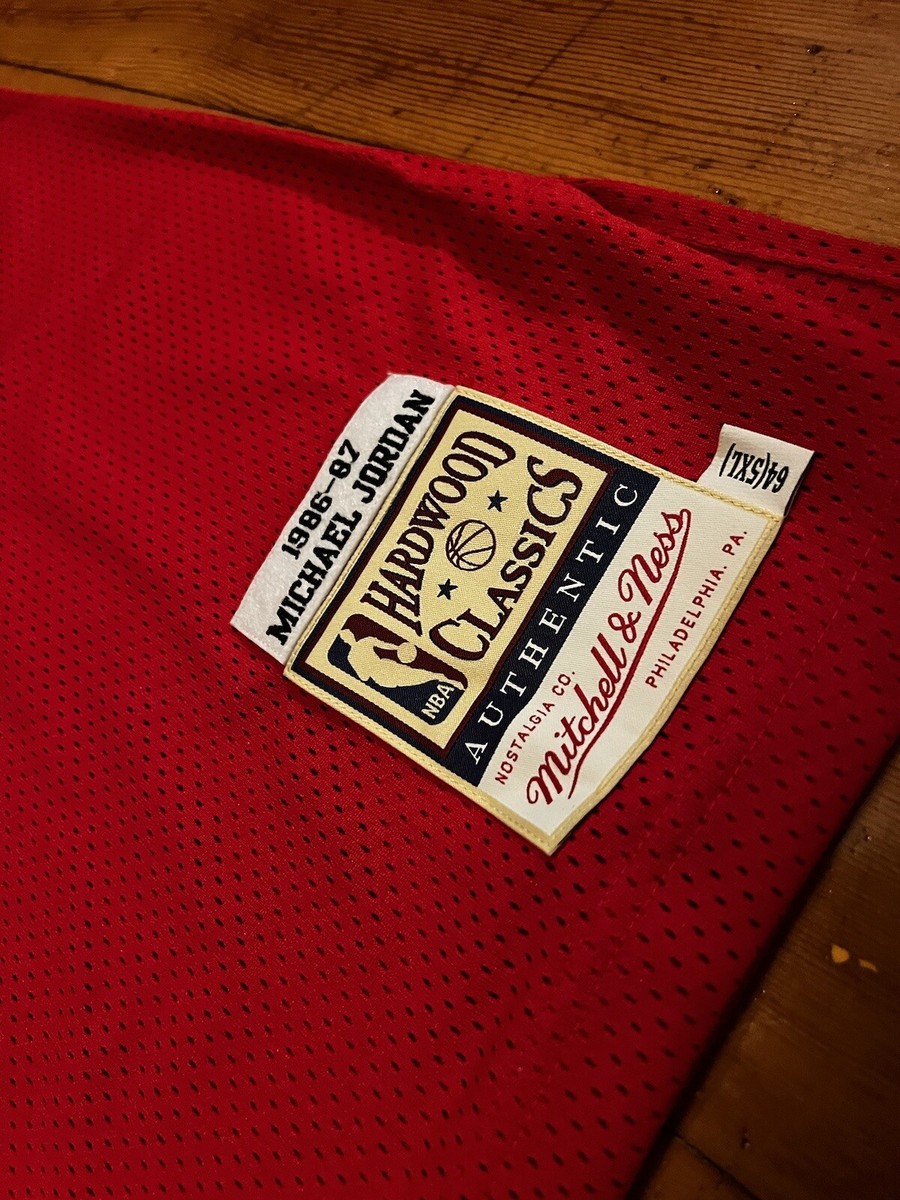 1986-87
MICHAEL JORDAN
HARDWOOD
CLASSICS
NBA
AUTHENTIC
NOSTALGIA CO.
Mitchell & Ness
PHILADELPHIA. PA.
64(5XL)